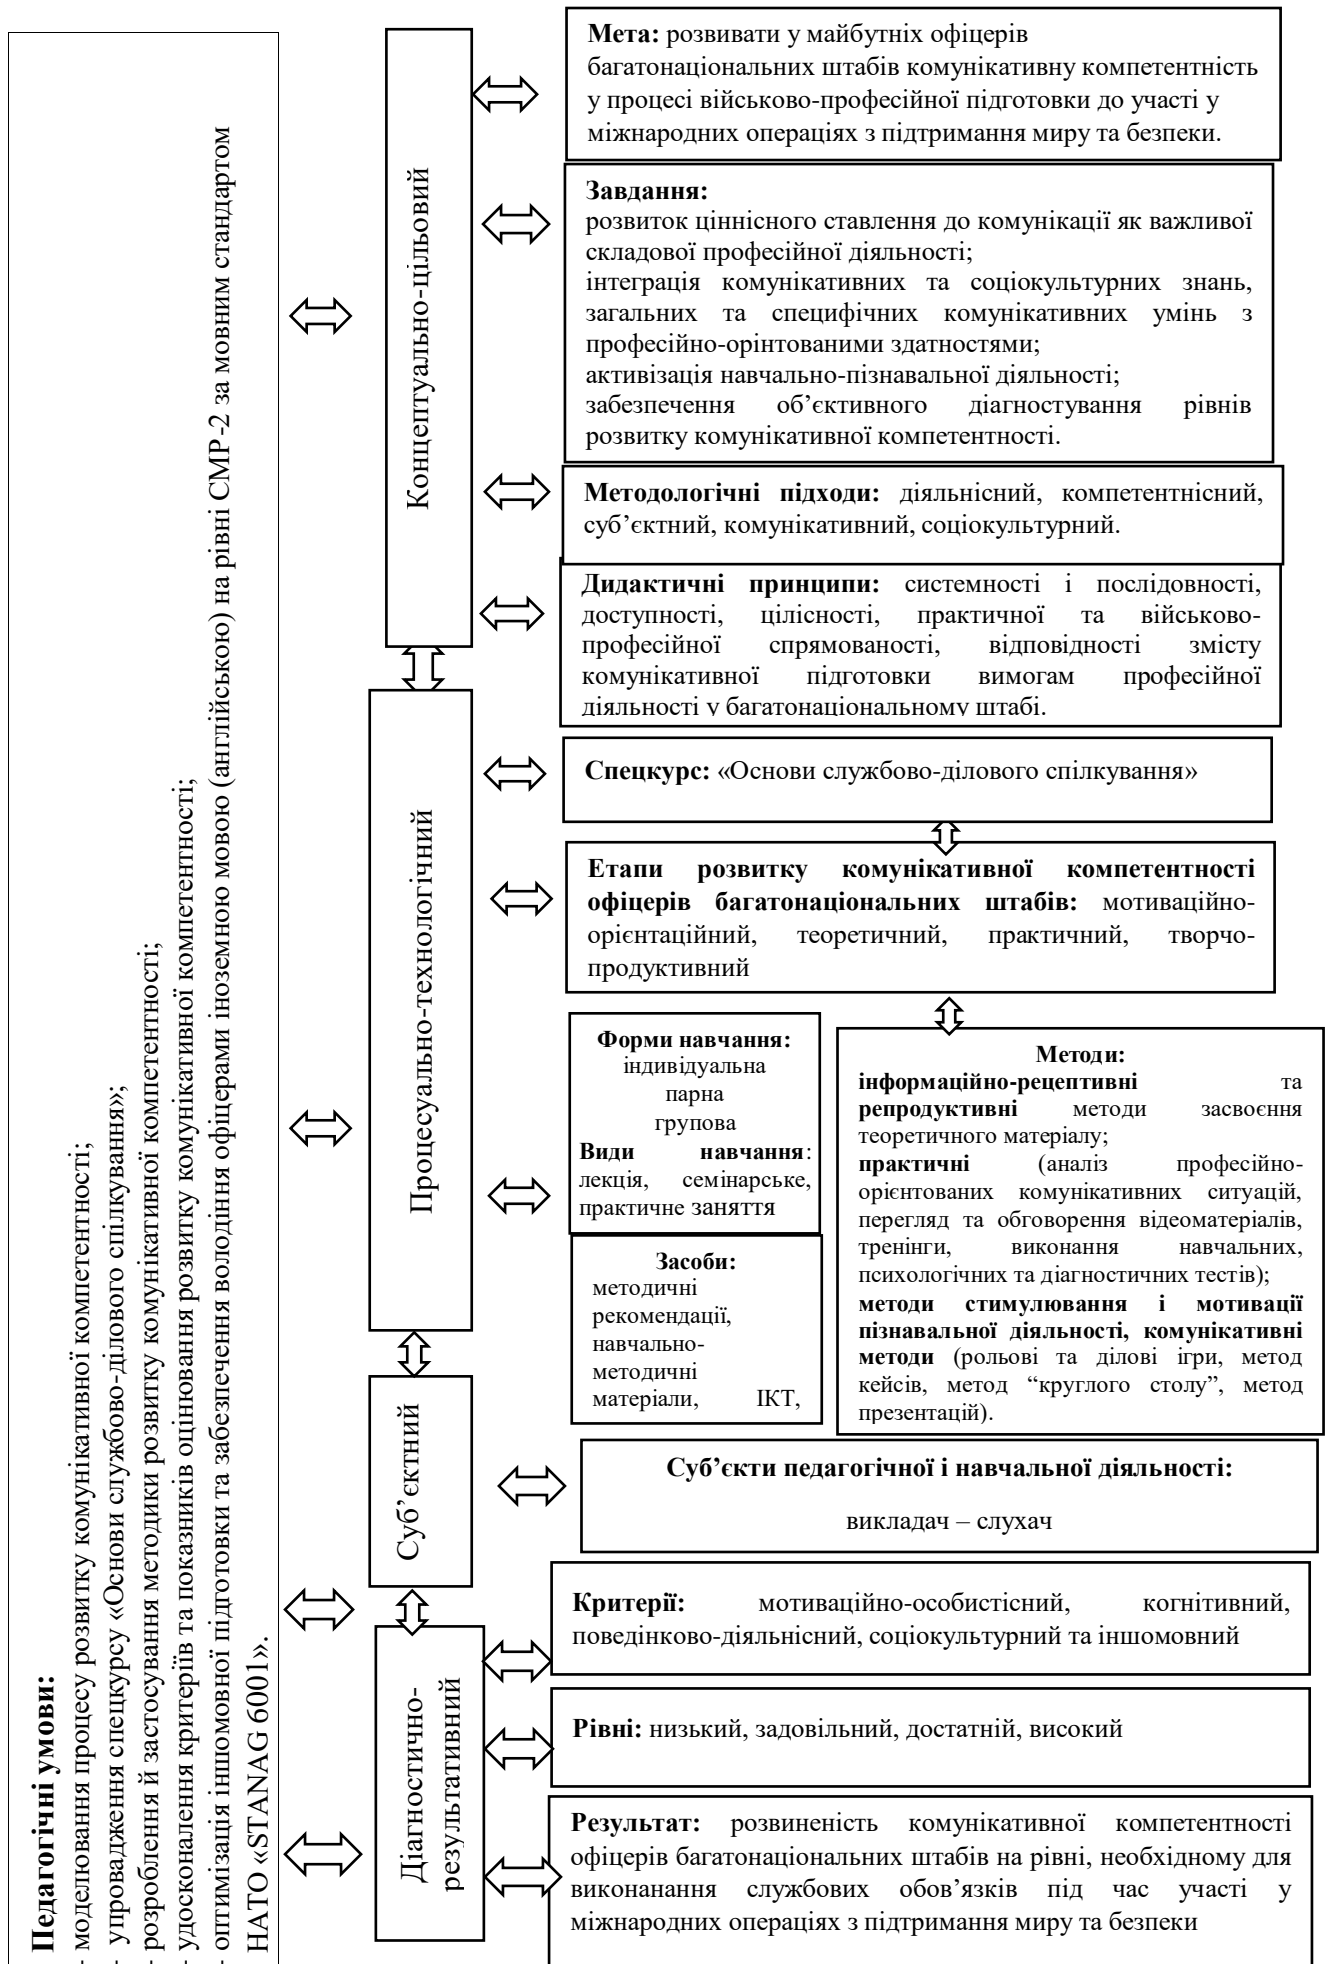 Педагогічні умови:
- моделювання процесу розвитку комунікативної компетентності;
- упровадження спецкурсу «Основи службово-ділового спілкування»;
- розроблення й застосування методики розвитку комунікативної компетентності;
- удосконалення критеріїв та показників оцінювання розвитку комунікативної компетентності;
- оптимізація іншомовної підготовки та забезпечення володіння офіцерами іноземною мовою (англійською) на рівні СМР-2 за мовним стандартом
НАТО «STANAG 6001».
Концептуально-цільовий
Мета: розвивати у майбутніх офіцерів
багатонаціональних штабів комунікативну компетентність
у процесі військово-професійної підготовки до участі у
міжнародних операціях з підтримання миру та безпеки.
Завдання:
розвиток ціннісного ставлення до комунікації як важливої
складової професійної діяльності;
інтеграція комунікативних та соціокультурних знань,
загальних та специфічних комунікативних умінь з
професійно-орінтованими здатностями;
активізація навчально-пізнавальної діяльності;
забезпечення об’єктивного діагностування рівнів
розвитку комунікативної компетентності.
Методологічні підходи: діяльнісний, компетентнісний,
суб’єктний, комунікативний, соціокультурний.
Дидактичні принципи: системності і послідовності,
доступності, цілісності, практичної та військово-
професійної спрямованості, відповідності змісту
комунікативної підготовки вимогам професійної
діяльності у багатонаціональному штабі.
Процесуально-технологічний
Спецкурс: «Основи службово-ділового спілкування»
Етапи розвитку комунікативної компетентності
офіцерів багатонаціональних штабів: мотиваційно-
орієнтаційний, теоретичний, практичний, творчо-
продуктивний
Форми навчання:
індивідуальна
парна
групова
Види навчання:
лекція, семінарське,
практичне заняття
Засоби:
методичні
рекомендації,
навчально-
методичні
матеріали, ІКТ,
Методи:
інформаційно-рецептивні та
репродуктивні методи засвоєння
теоретичного матеріалу;
практичні (аналіз професійно-
орієнтованих комунікативних ситуацій,
перегляд та обговорення відеоматеріалів,
тренінги, виконання навчальних,
психологічних та діагностичних тестів);
методи стимулювання і мотивації
пізнавальної діяльності, комунікативні
методи (рольові та ділові ігри, метод
кейсів, метод “круглого столу”, метод
презентацій).
Суб’єктний
Суб’єкти педагогічної і навчальної діяльності:
викладач – слухач
Діагностично-
результативний
Критерії: мотиваційно-особистісний, когнітивний,
поведінково-діяльнісний, соціокультурний та іншомовний
Рівні: низький, задовільний, достатній, високий
Результат: розвиненість комунікативної компетентності
офіцерів багатонаціональних штабів на рівні, необхідному для
виконанання службових обов’язків під час участі у
міжнародних операціях з підтримання миру та безпеки